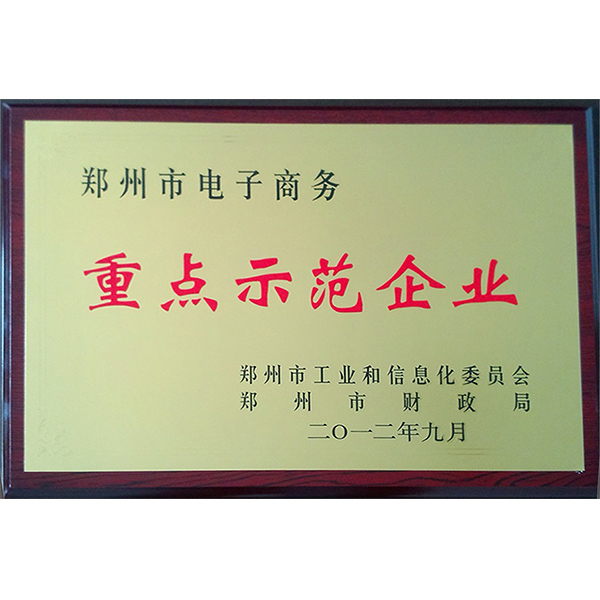 郑州市电子商务
重点示范企业
郑州市工业和信息化委员会
郑州市财政局
二O一二年九月